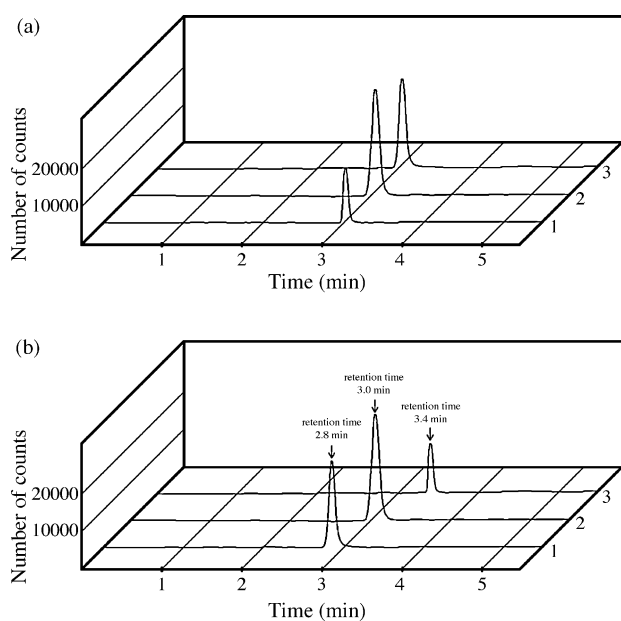 (a)
Number of counts
20000
10000
1
2
3
4
5
Time (min)
1
2
3
(b)
Number of counts
20000
10000
retention time
2.8 min
retention time
3.0 min
retention time
3.4 min
1
2
3
4
5
Time (min)
1
2
3